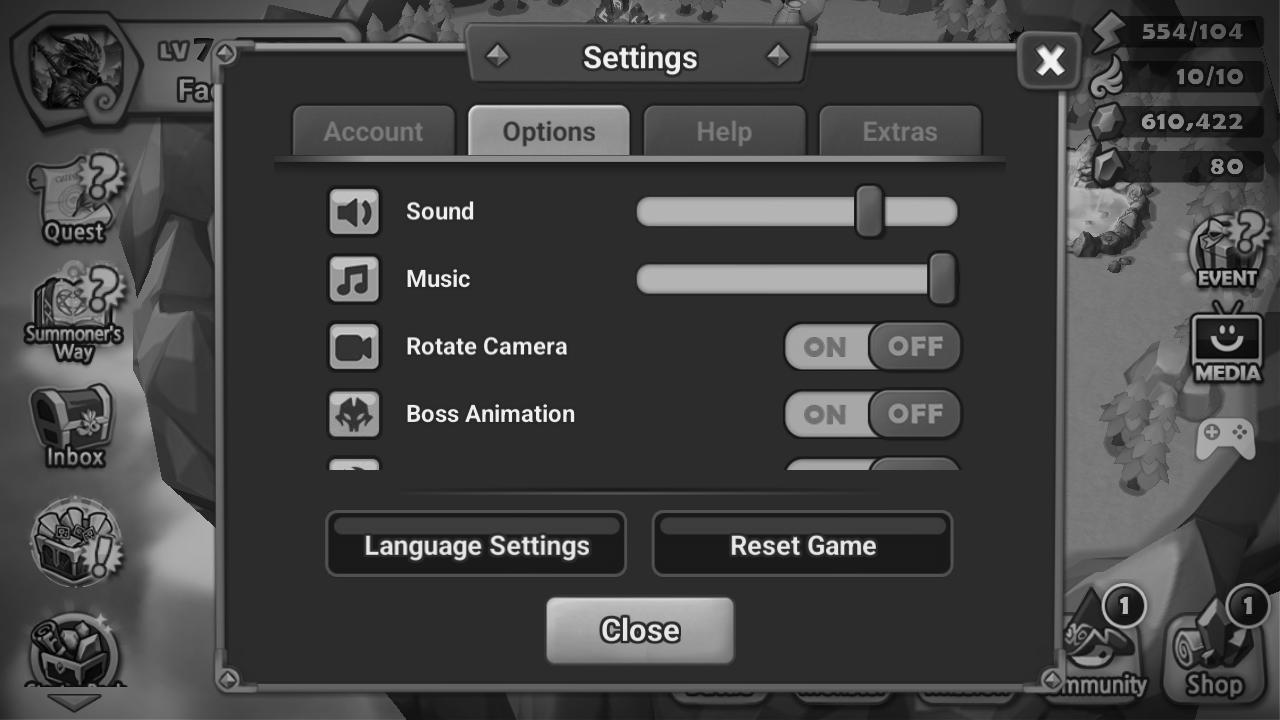 LV 7
Settings
554/104
10/10
610,422
80
Account
Options
Help
Extras
Sound
Music
Rotate Camera
ON OFF
Boss Animation
ON OFF
Language Settings
Reset Game
Close
Quest
Summoner's
Way
Inbox
EVENT
MEDIA
1
1
Shop